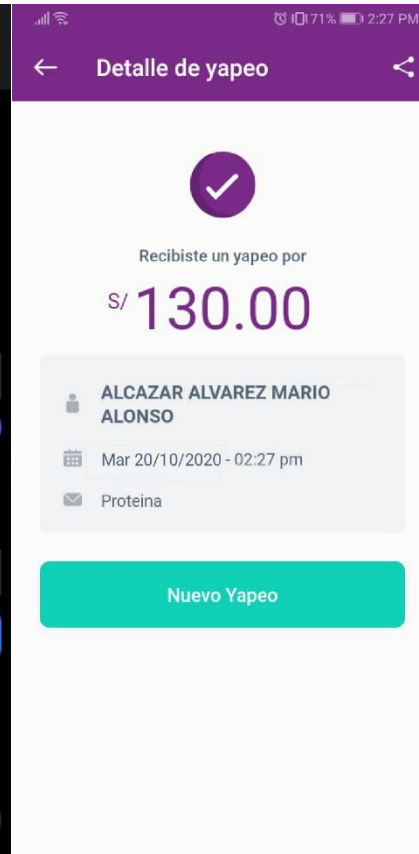 71% 2:27 PM
Detalle de yapeo
Recibiste un yapeo por
S/ 130.00
ALCAZAR ALVAREZ MARIO
ALONSO
Mar 20/10/2020 - 02:27 pm
Proteina
Nuevo Yapeo